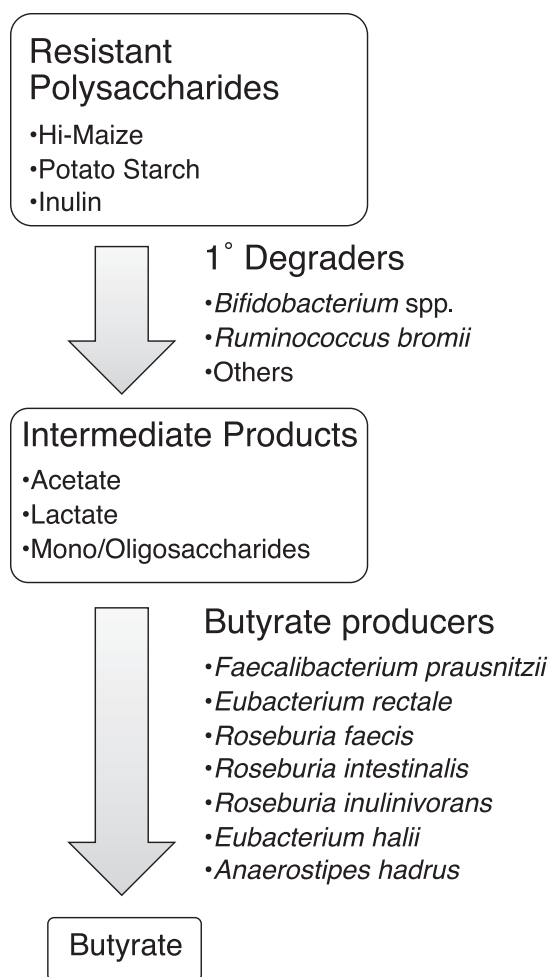 Resistant
Polysaccharides
•Hi-Maize
•Potato Starch
•Inulin
1° Degraders
•Bifidobacterium spp.
•Ruminococcus bromii
•Others
Intermediate Products
•Acetate
•Lactate
•Mono/Oligosaccharides
Butyrate producers
•Faecalibacterium prausnitzii
•Eubacterium rectale
•Roseburia faecis
•Roseburia intestinalis
•Roseburia inulinivorans
•Eubacterium halii
•Anaerostipes hadrus
Butyrate